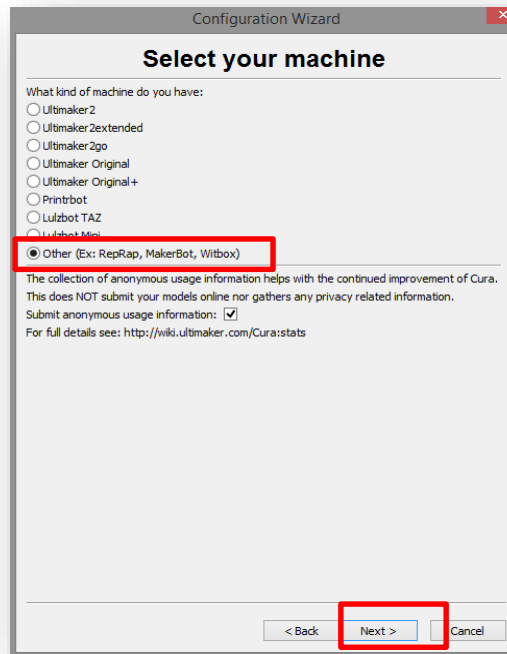 Configuration Wizard
Select your machine
What kind of machine do you have:
Ultimaker2
Ultimaker2extended
Ultimaker2go
Ultimaker Original
Ultimaker Original+
Printrbot
Lulzbot TAZ
Lulzbot Mini
Other (Ex: RepRap, MakerBot, Witbox)
The collection of anonymous usage information helps with the continued improvement of Cura.
This does NOT submit your models online nor gathers any privacy related information.
Submit anonymous usage information:
For full details see: http://wiki.ultimaker.com/Cura:stats
< Back Next > Cancel